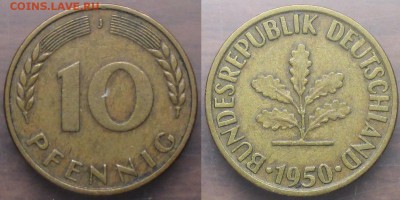 COINS.LAVE.RU
J
10
PFENNIG
BUNDESREPUBLIK DEUTSCHLAND
· 1950 ·